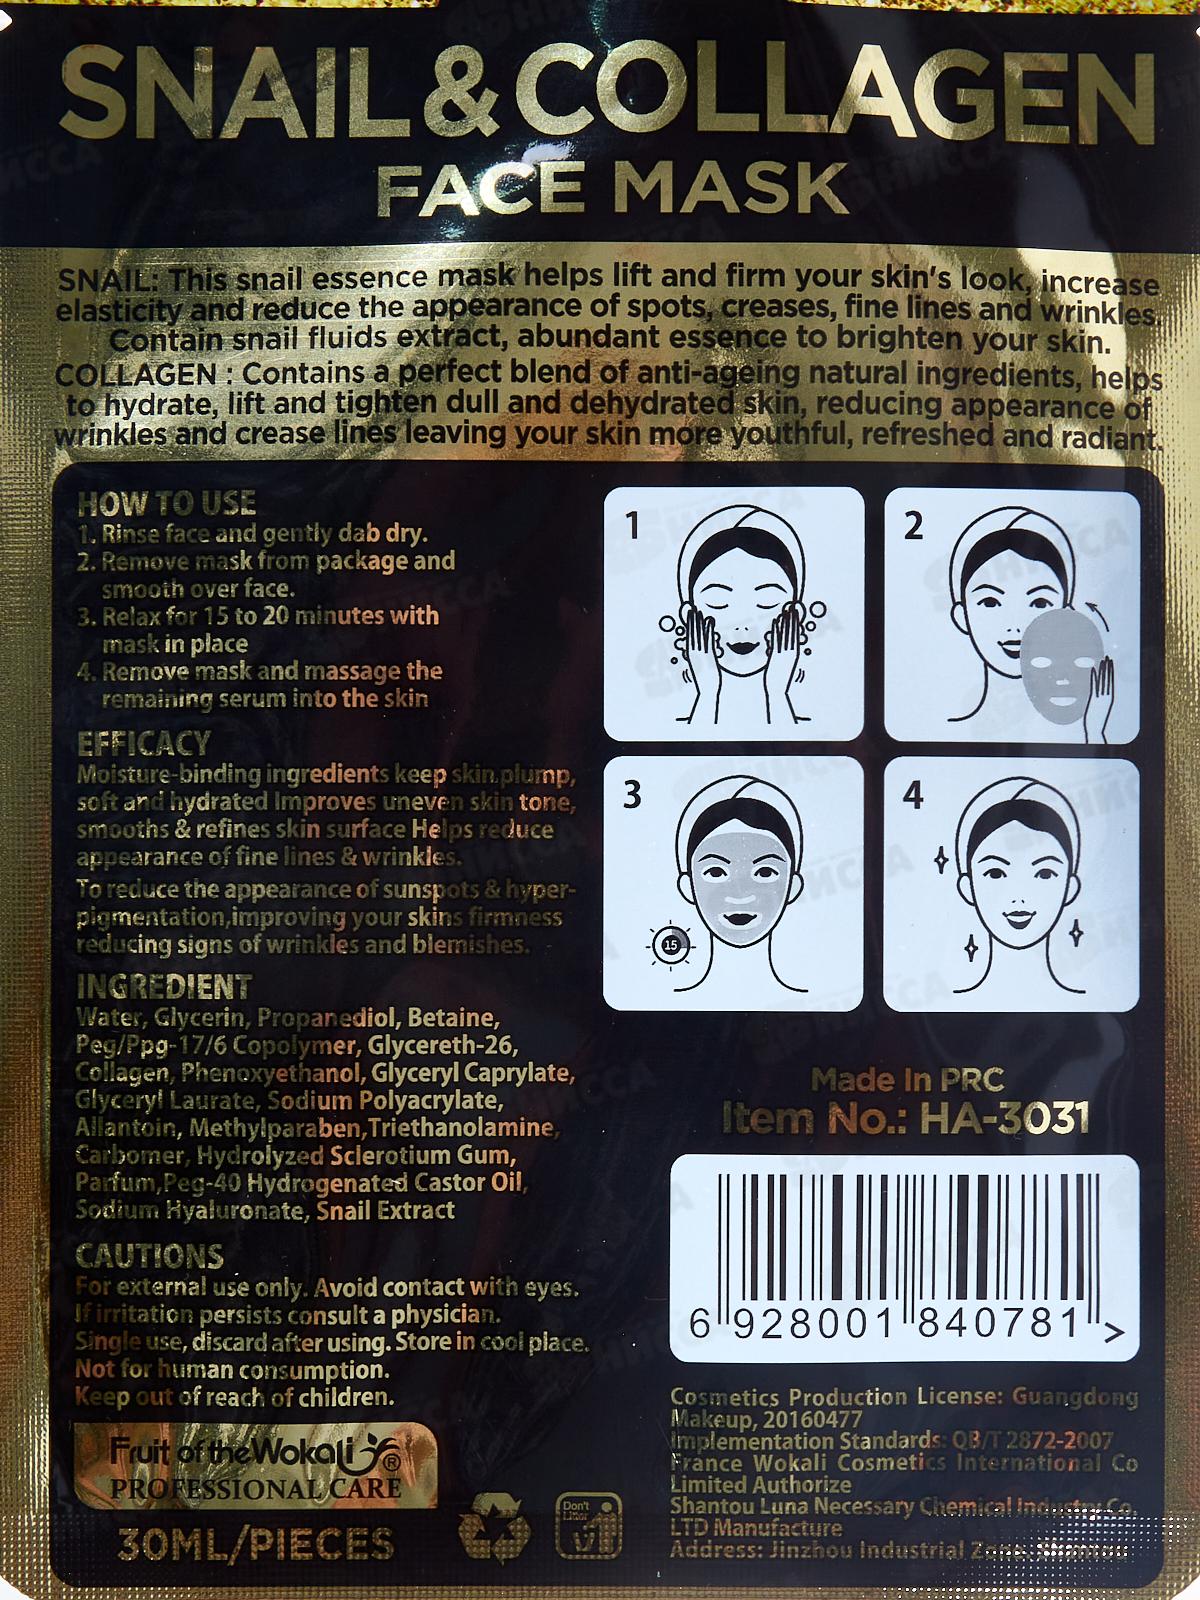 SNAIL & COLLAGEN
FACE MASK
SNAIL: This snail essence mask helps lift and firm your skin's look, increase
elasticity and reduce the appearance of spots, creases, fine lines and wrinkles.
Contain snail fluids extract, abundant essence to brighten your skin.
COLLAGEN : Contains a perfect blend of anti-ageing natural ingredients, helps
to hydrate, lift and tighten dull and dehydrated skin, reducing appearance of
wrinkles and crease lines leaving your skin more youthful, refreshed and radiant.
HOW TO USE
1. Rinse face and gently dab dry.
2. Remove mask from package and
smooth over face.
3. Relax for 15 to 20 minutes with
mask in place
4. Remove mask and massage the
remaining serum into the skin
EFFICACY
Moisture-binding ingredients keep skin plump,
soft and hydrated Improves uneven skin tone,
smooths & refines skin surface Helps reduce
appearance of fine lines & wrinkles.
To reduce the appearance of sunspots & hyper-
pigmentation,improving your skins firmness
reducing signs of wrinkles and blemishes.
INGREDIENT
Water, Glycerin, Propanediol, Betaine,
Peg/Ppg-17/6 Copolymer, Glycereth-26,
Collagen, Phenoxyethanol, Glyceryl Caprylate,
Glyceryl Laurate, Sodium Polyacrylate,
Allantoin, Methylparaben,Triethanolamine,
Carbomer, Hydrolyzed Sclerotium Gum,
Parfum,Peg-40 Hydrogenated Castor Oil,
Sodium Hyaluronate, Snail Extract
CAUTIONS
For external use only. Avoid contact with eyes.
If irritation persists consult a physician.
Single use, discard after using. Store in cool place.
Not for human consumption.
Keep out of reach of children.
Fruit of the Wokali ®
PROFESSIONAL CARE
30ML/PIECES
Don't
Litter
1
2
3
15
4
Made In PRC
Item No.: HA-3031
6 928001 840781 >
Cosmetics Production License: Guangdong
Makeup, 20160477
Implementation Standards: QB/T 2872-2007
France Wokali Cosmetics International Co
Limited Authorize
Shantou Luna Necessary Chemical Industry Co.
LTD Manufacture
Address: Jinzhou Industrial Zone,